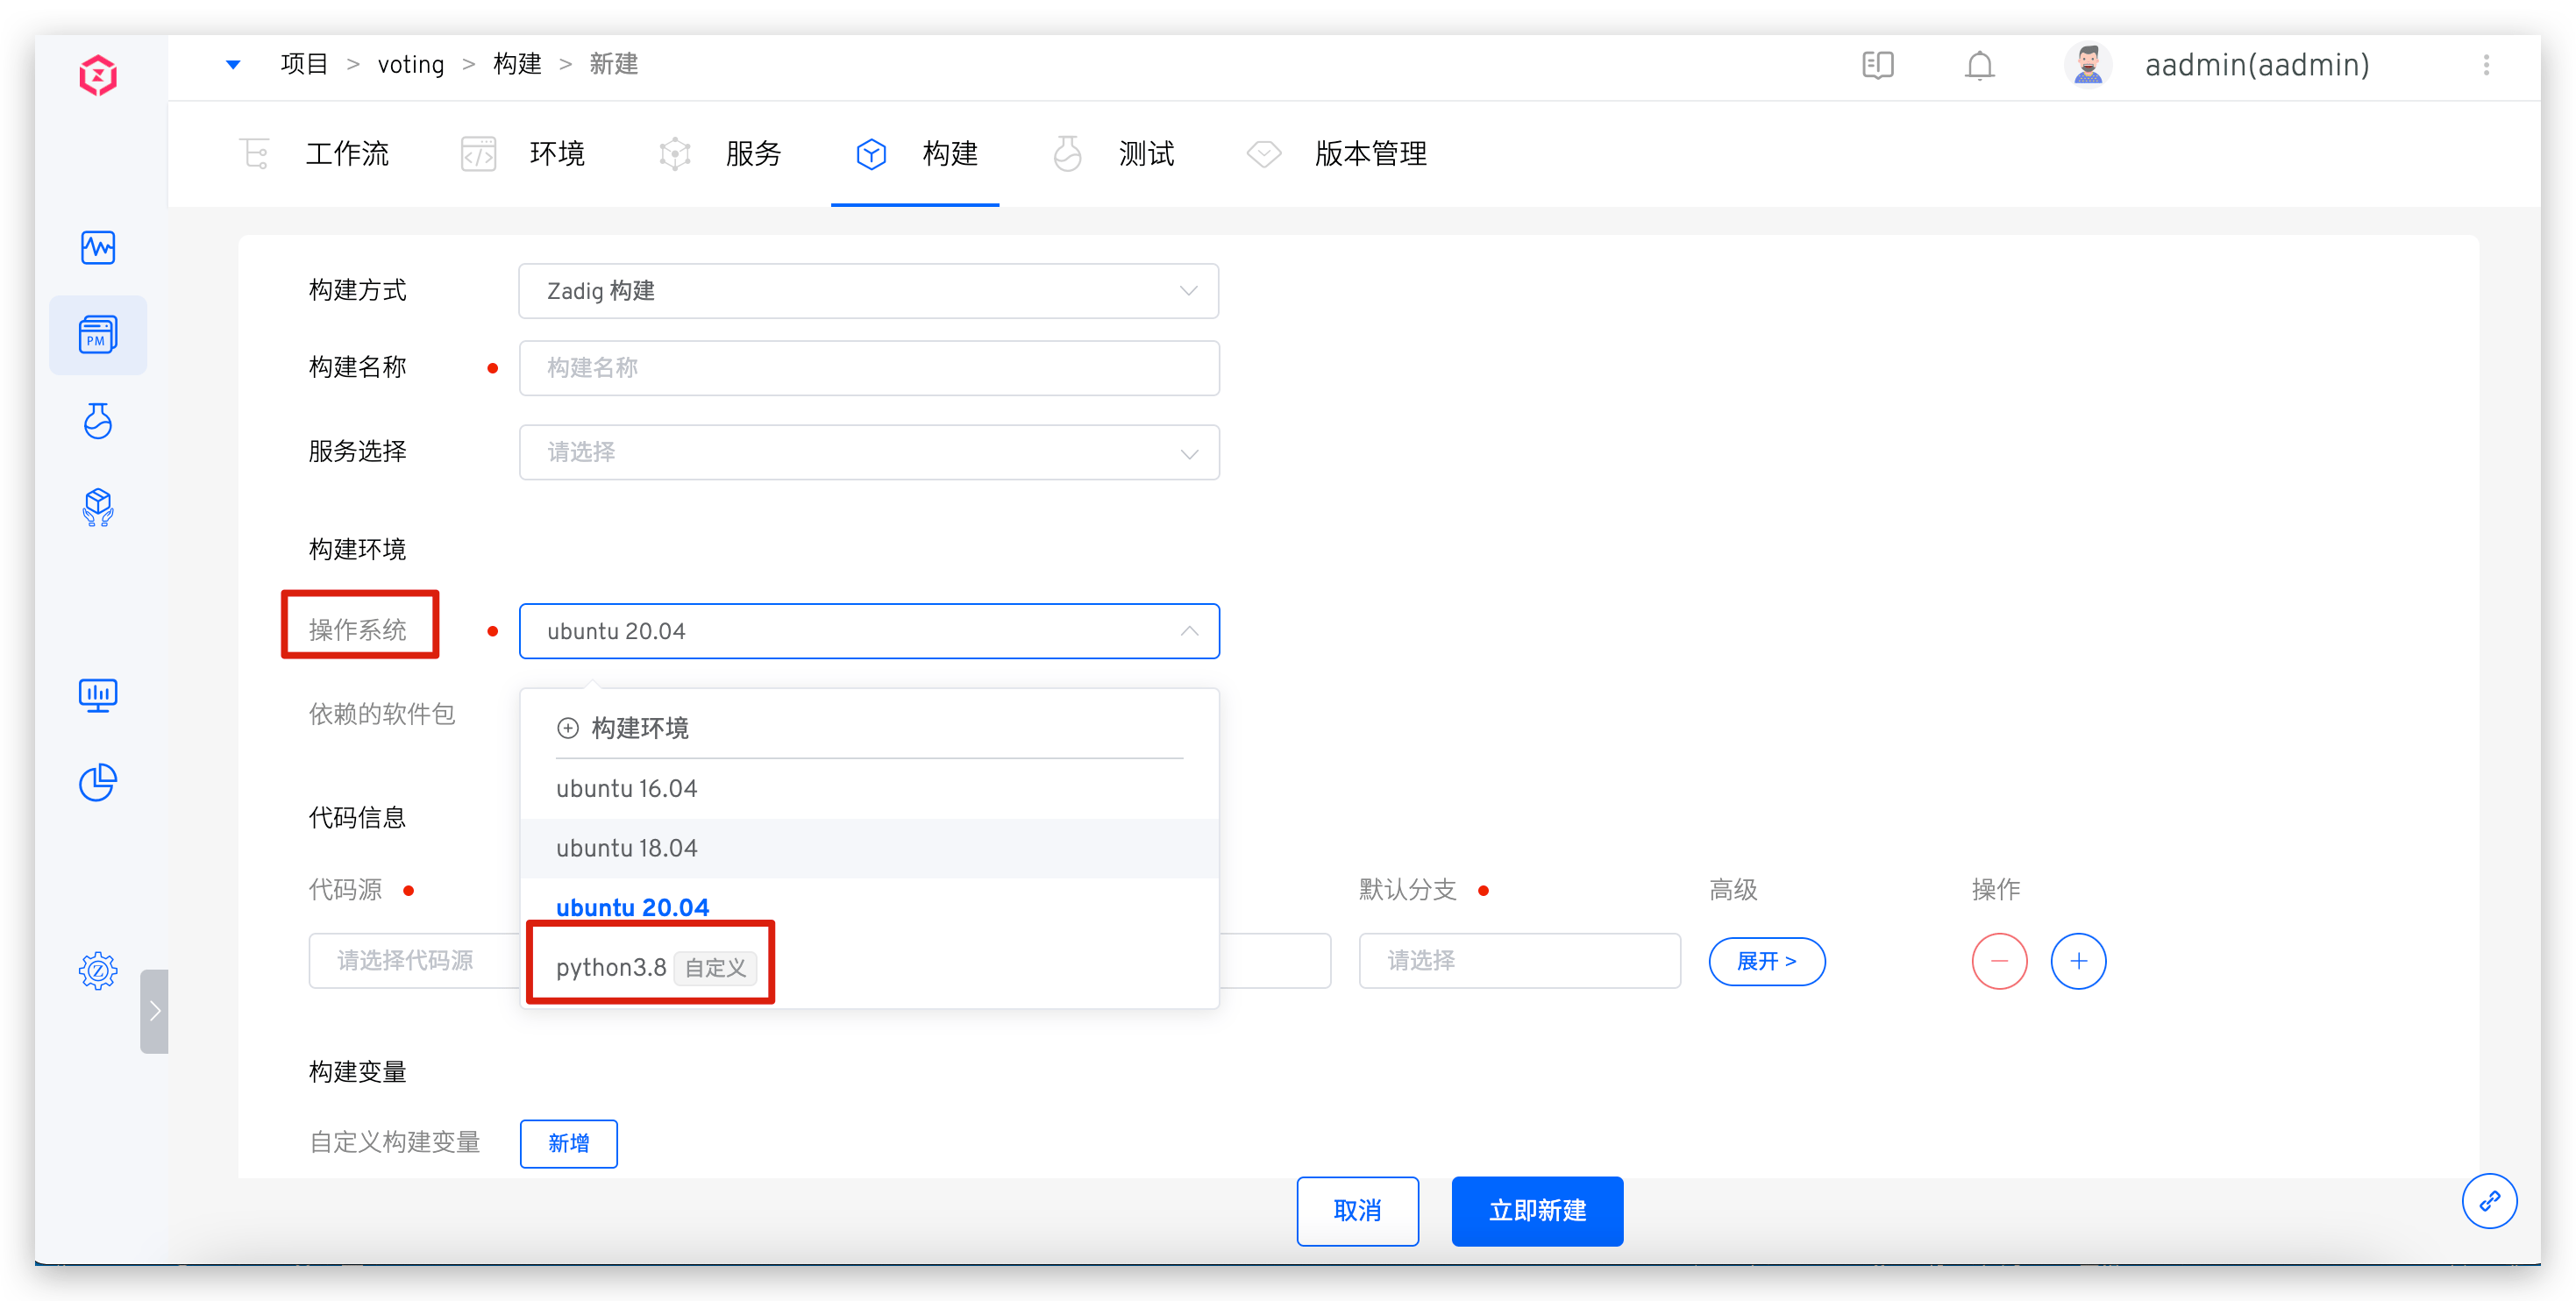 项目 > voting > 构建 > 新建
aadmin(aadmin)
工作流 环境 服务 构建 测试 版本管理
构建方式 Zadig 构建
PM
构建名称 构建名称
服务选择 请选择
构建环境
操作系统 ubuntu 20.04
依赖的软件包
构建环境
ubuntu 16.04
ubuntu 18.04
ubuntu 20.04
python3.8 自定义
代码信息
代码源 默认分支 高级 操作
请选择代码源 请选择 展开 >
构建变量
自定义构建变量 新增
取消 立即新建